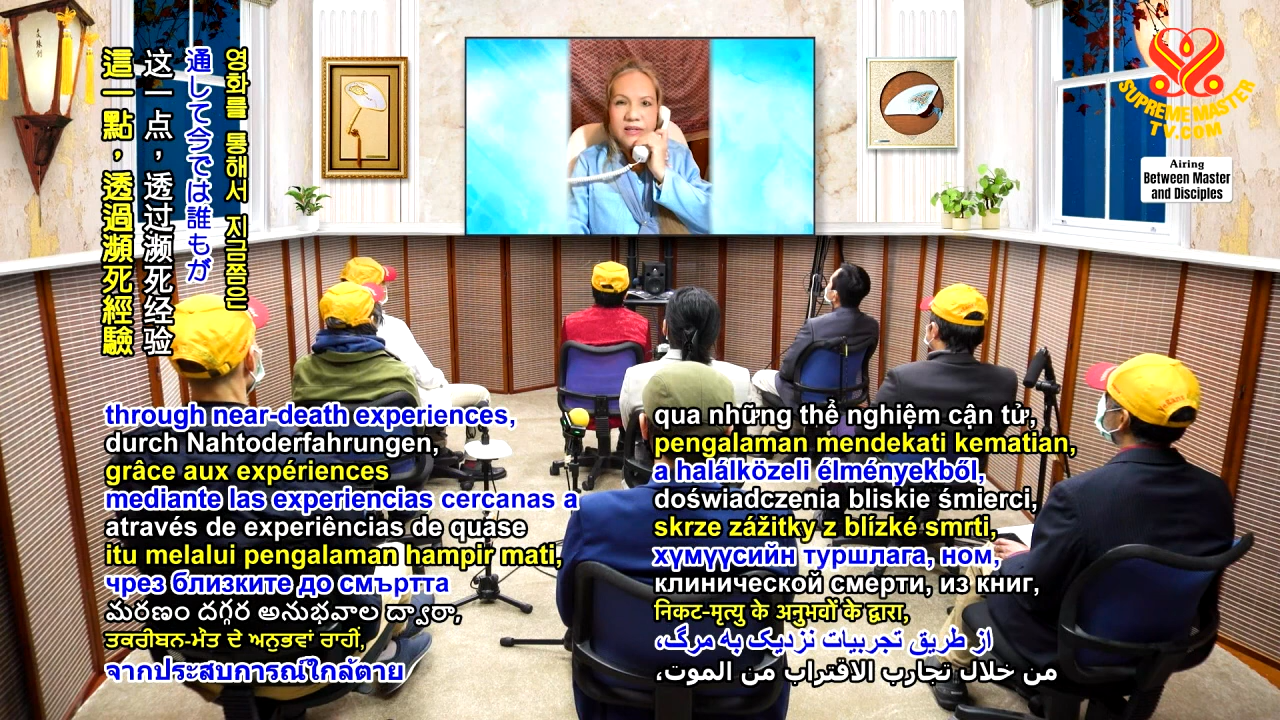 SUPREME MASTER
TV.COM
Airing
Between Master
and Disciples
영화를 통해서 지금쯤은
通して今では誰もが
这一点，透过濒死经验
這一點，透過瀕死經驗
through near-death experiences,
durch Nahtoderfahrungen,
grâce aux expériences
mediante las experiencias cercanas a
através de experiências de quase
itu melalui pengalaman hampir mati,
чрез близките до смъртта
మరణం దగ్గర అనుభవాల ద్వారా,
ਤਕਰੀਬਨ-ਮੌਤ ਦੇ ਅਨੁਭਵਾਂ ਰਾਹੀਂ,
จากประสบการณ์ใกล้ตาย
qua những thể nghiệm cận tử,
pengalaman mendekati kematian,
a halálközeli élményekből,
doświadczenia bliskie śmierci,
skrze zážitky z blízké smrti,
хүмүүсийн туршлага, ном,
клинической смерти, из книг,
निकट-मृत्यु के अनुभवों के द्वारा,
از طریق تجربیات نزدیک به مرگ،
من خلال تجارب الاقتراب من الموت،